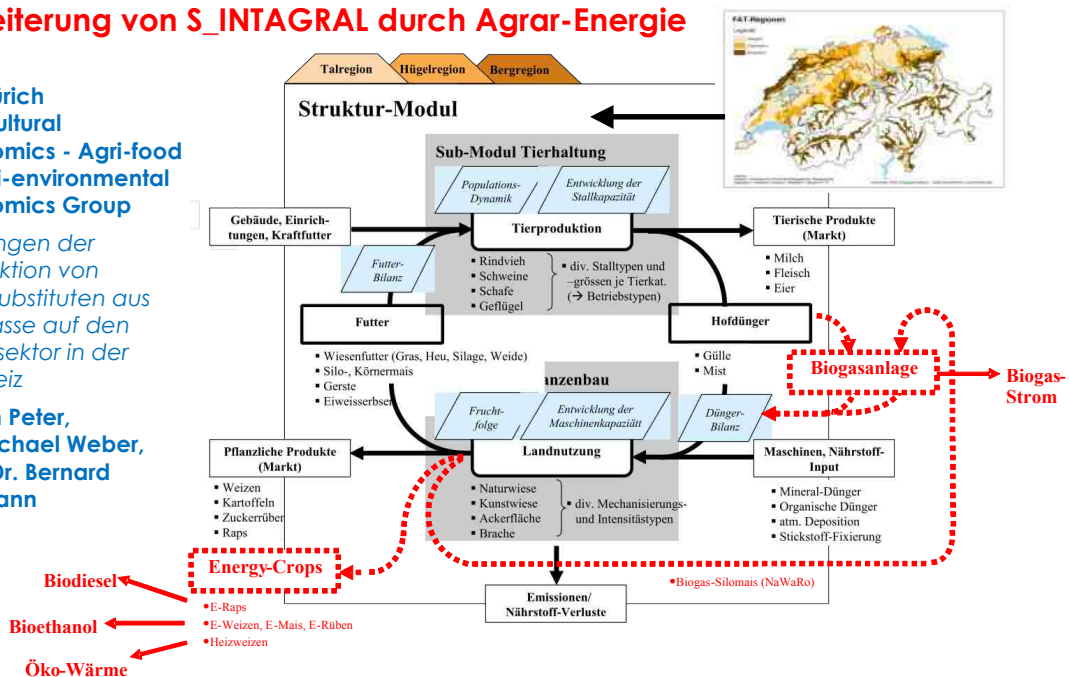 eiterung von S_INTAGRAL durch Agrar-Energie
FAT-Regionen
Talregion
Hügelregion
Bergregion
Struktur-Modul
ürich
ultural
omics - Agri-food
i-environmental
omics Group
ngen der
ktion von
ubstituten aus
asse auf den
sektor in der
eiz
n Peter,
chael Weber,
Dr. Bernard
ann
Sub-Modul Tierhaltung
Populations-
Dynamik
Entwicklung der
Stallkapazität
Gebäude, Einrich-
tungen, Kraftfutter
Tierproduktion
Tierische Produkte
(Markt)
▪ Milch
▪ Fleisch
▪ Eier
Futter-
Bilanz
▪ Rindvieh
▪ Schweine
▪ Schafe
▪ Geflügel
▪ div. Stalltypen und
–grössen je Tierkat.
(→ Betriebstypen)
Futter
Hofdünger
▪ Wiesenfutter (Gras, Heu, Silage, Weide)
▪ Silo-, Körnermais
▪ Gerste
▪ Eiweisserbsen
▪ Gülle
▪ Mist
Biogasanlage
Biogas-
Strom
anzenbau
Frucht-
folge
Entwicklung der
Maschinenkapaziätt
Dünger-
Bilanz
Pflanzliche Produkte
(Markt)
Landnutzung
Maschinen, Nährstoff-
Input
▪ Weizen
▪ Kartoffeln
▪ Zuckerrüben
▪ Raps
▪ Naturwiese
▪ Kunstwiese
▪ Ackerfläche
▪ Brache
▪ div. Mechanisierungs-
und Intensitätstypen
▪ Mineral-Dünger
▪ Organische Dünger
▪ atm. Deposition
▪ Stickstoff-Fixierung
Energy-Crops
Biodiesel
•E-Raps
Bioethanol
•E-Weizen, E-Mais, E-Rüben
•Heizweizen
Öko-Wärme
Emissionen/
Nährstoff-Verluste
•Biogas-Silomais (NaWaRo)